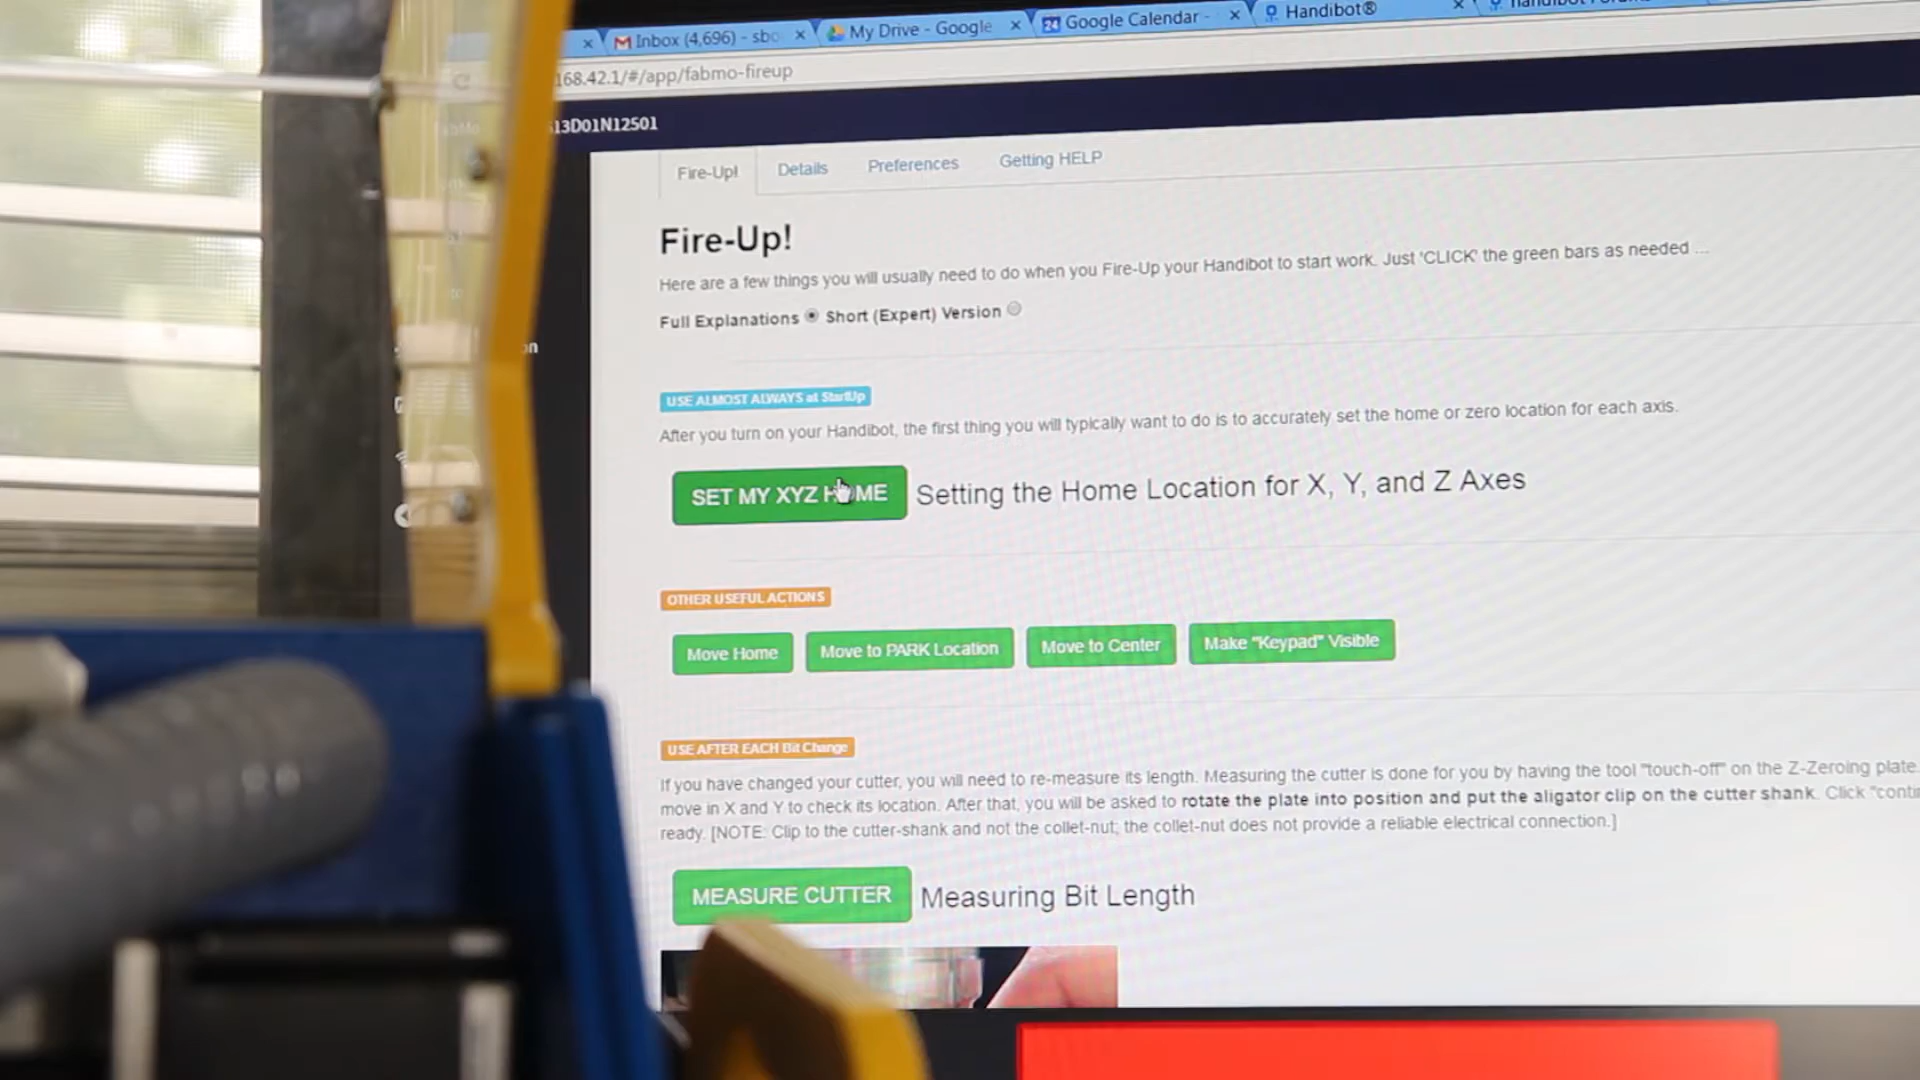 Inbox (4,696) - sbo
My Drive - Google
24 Google Calendar -
Handibot®
168.42.1/#/app/fabmo-fireup
13D01N12501
Fire-Up! Details Preferences Getting HELP
Fire-Up!
Here are a few things you will usually need to do when you Fire-Up your Handibot to start work. Just 'CLICK' the green bars as needed ...
Full Explanations Short (Expert) Version
on
USE ALMOST ALWAYS at StartUp
After you turn on your Handibot, the first thing you will typically want to do is to accurately set the home or zero location for each axis.
SET MY XYZ HOME Setting the Home Location for X, Y, and Z Axes
OTHER USEFUL ACTIONS
Move Home Move to PARK Location Move to Center Make "Keypad" Visible
USE AFTER EACH Bit Change
If you have changed your cutter, you will need to re-measure its length. Measuring the cutter is done for you by having the tool "touch-off" on the Z-Zeroing plate.
move in X and Y to check its location. After that, you will be asked to rotate the plate into position and put the aligator clip on the cutter shank. Click "conti
ready. [NOTE: Clip to the cutter-shank and not the collet-nut; the collet-nut does not provide a reliable electrical connection.]
MEASURE CUTTER Measuring Bit Length